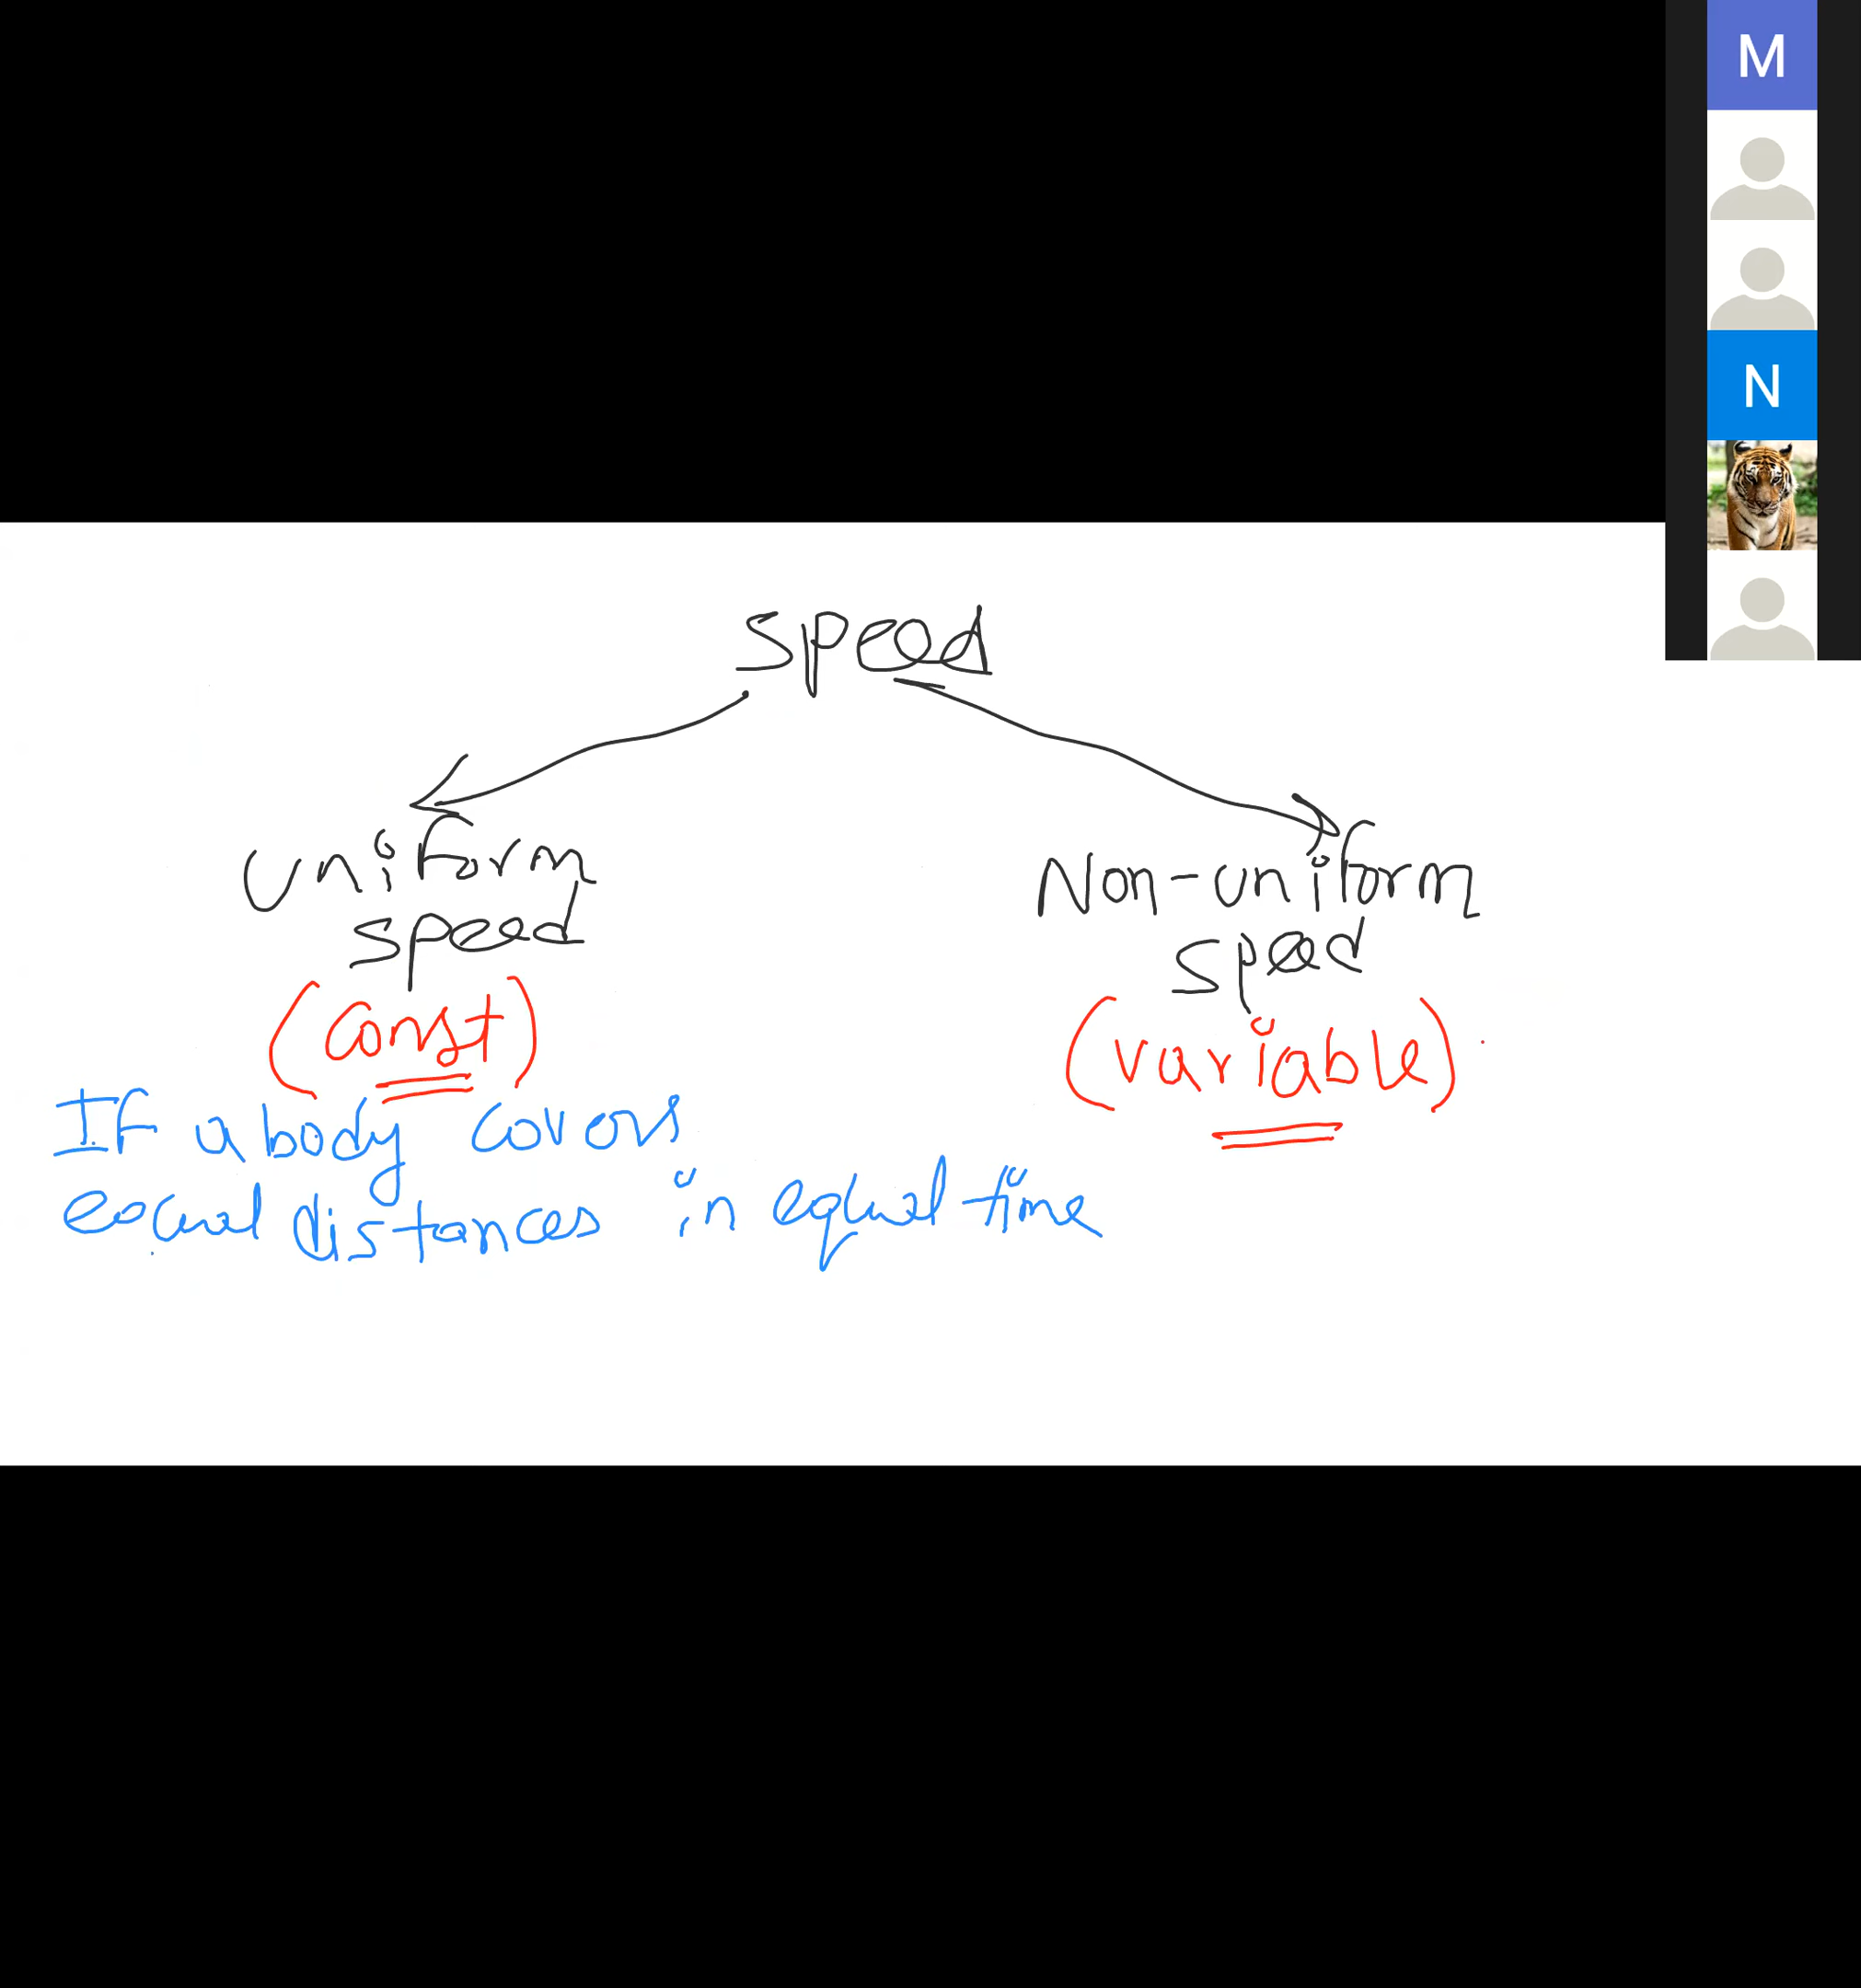 M
N
Speed
Uniform
speed
Non-uniform
speed
(Const)
(variable)
If a body covers
equal distances in equal time